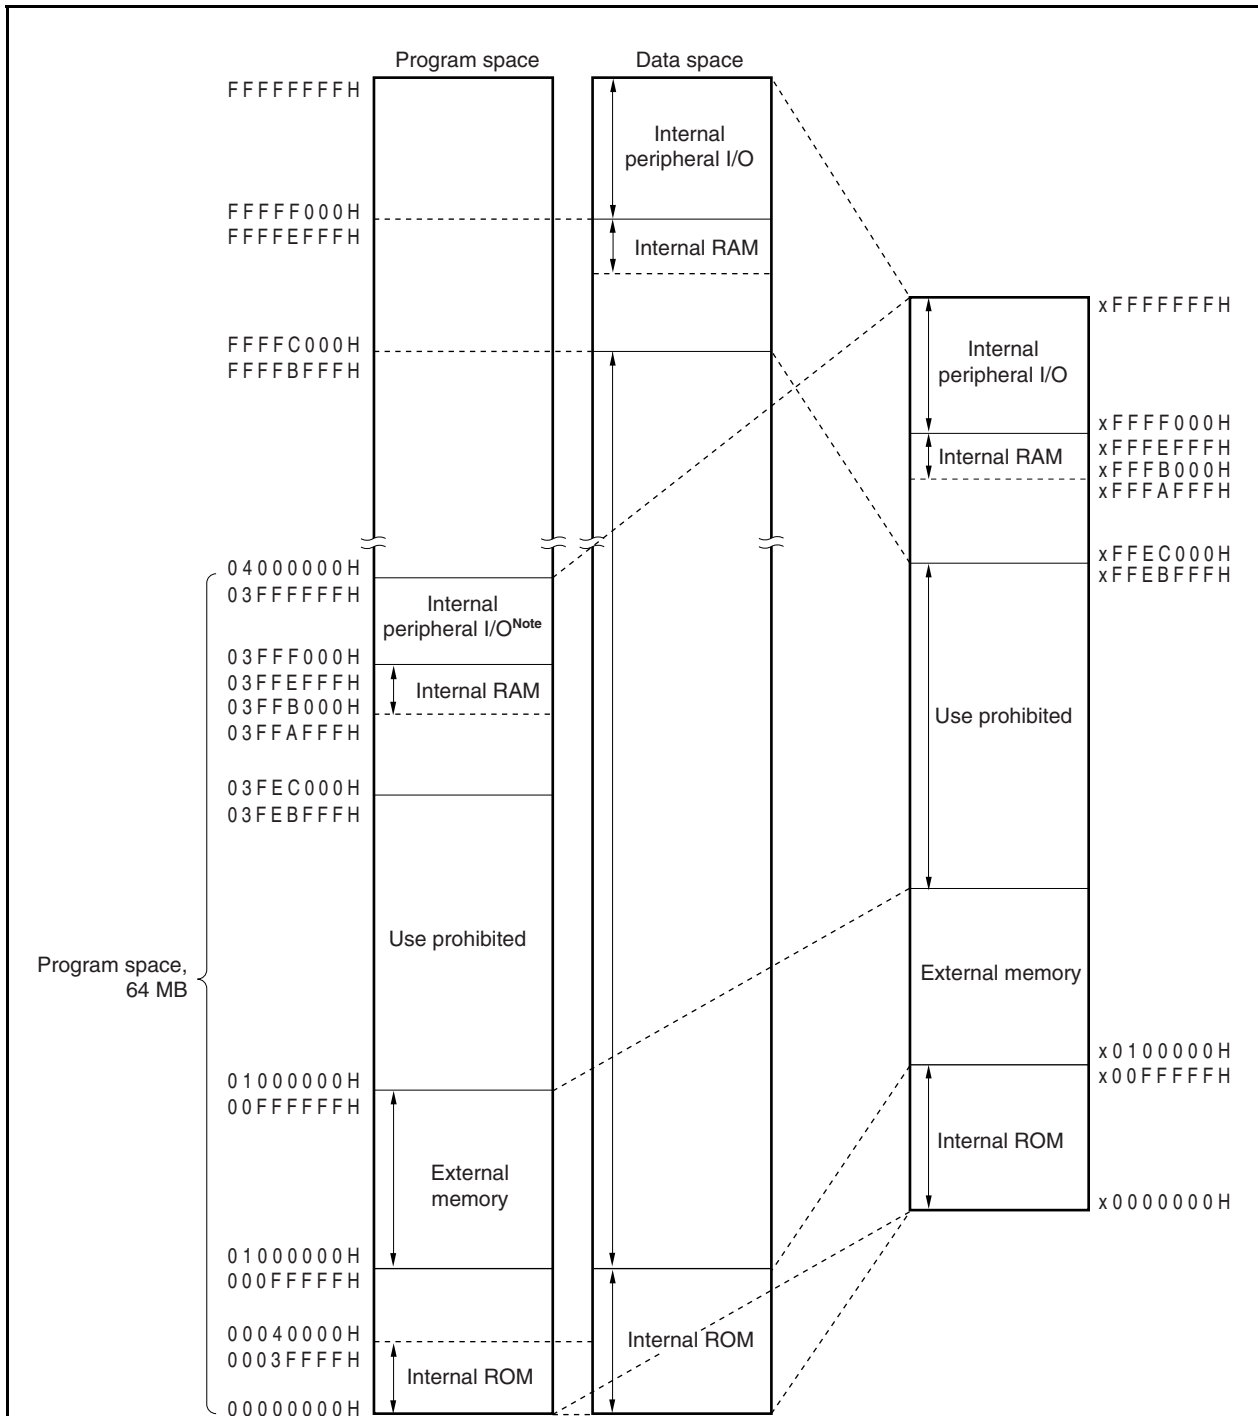 Program space
Data space
FFFFFFFFH
Internal
peripheral I/O
FFFFF000H
FFFFEFFFH
Internal RAM
FFFFC000H
FFFFBFFFH
04000000H
03FFFFFFH
Internal
peripheral I/ONote
03FFF000H
03FFEFFFH
Internal RAM
03FFB000H
03FFAFFFH
03FEC000H
03FEBFFFH
Use prohibited
Program space,
64 MB
01000000H
00FFFFFFH
External
memory
01000000H
000FFFFFH
00040000H
0003FFFFH
Internal ROM
00000000H
Internal ROM
xFFFFFFFH
Internal
peripheral I/O
xFFFF000H
xFFFEFFFH
Internal RAM
xFFFB000H
xFFFAFFFH
xFFEC000H
xFFEBFFFH
Use prohibited
External memory
x0100000H
x00FFFFFH
Internal ROM
x0000000H